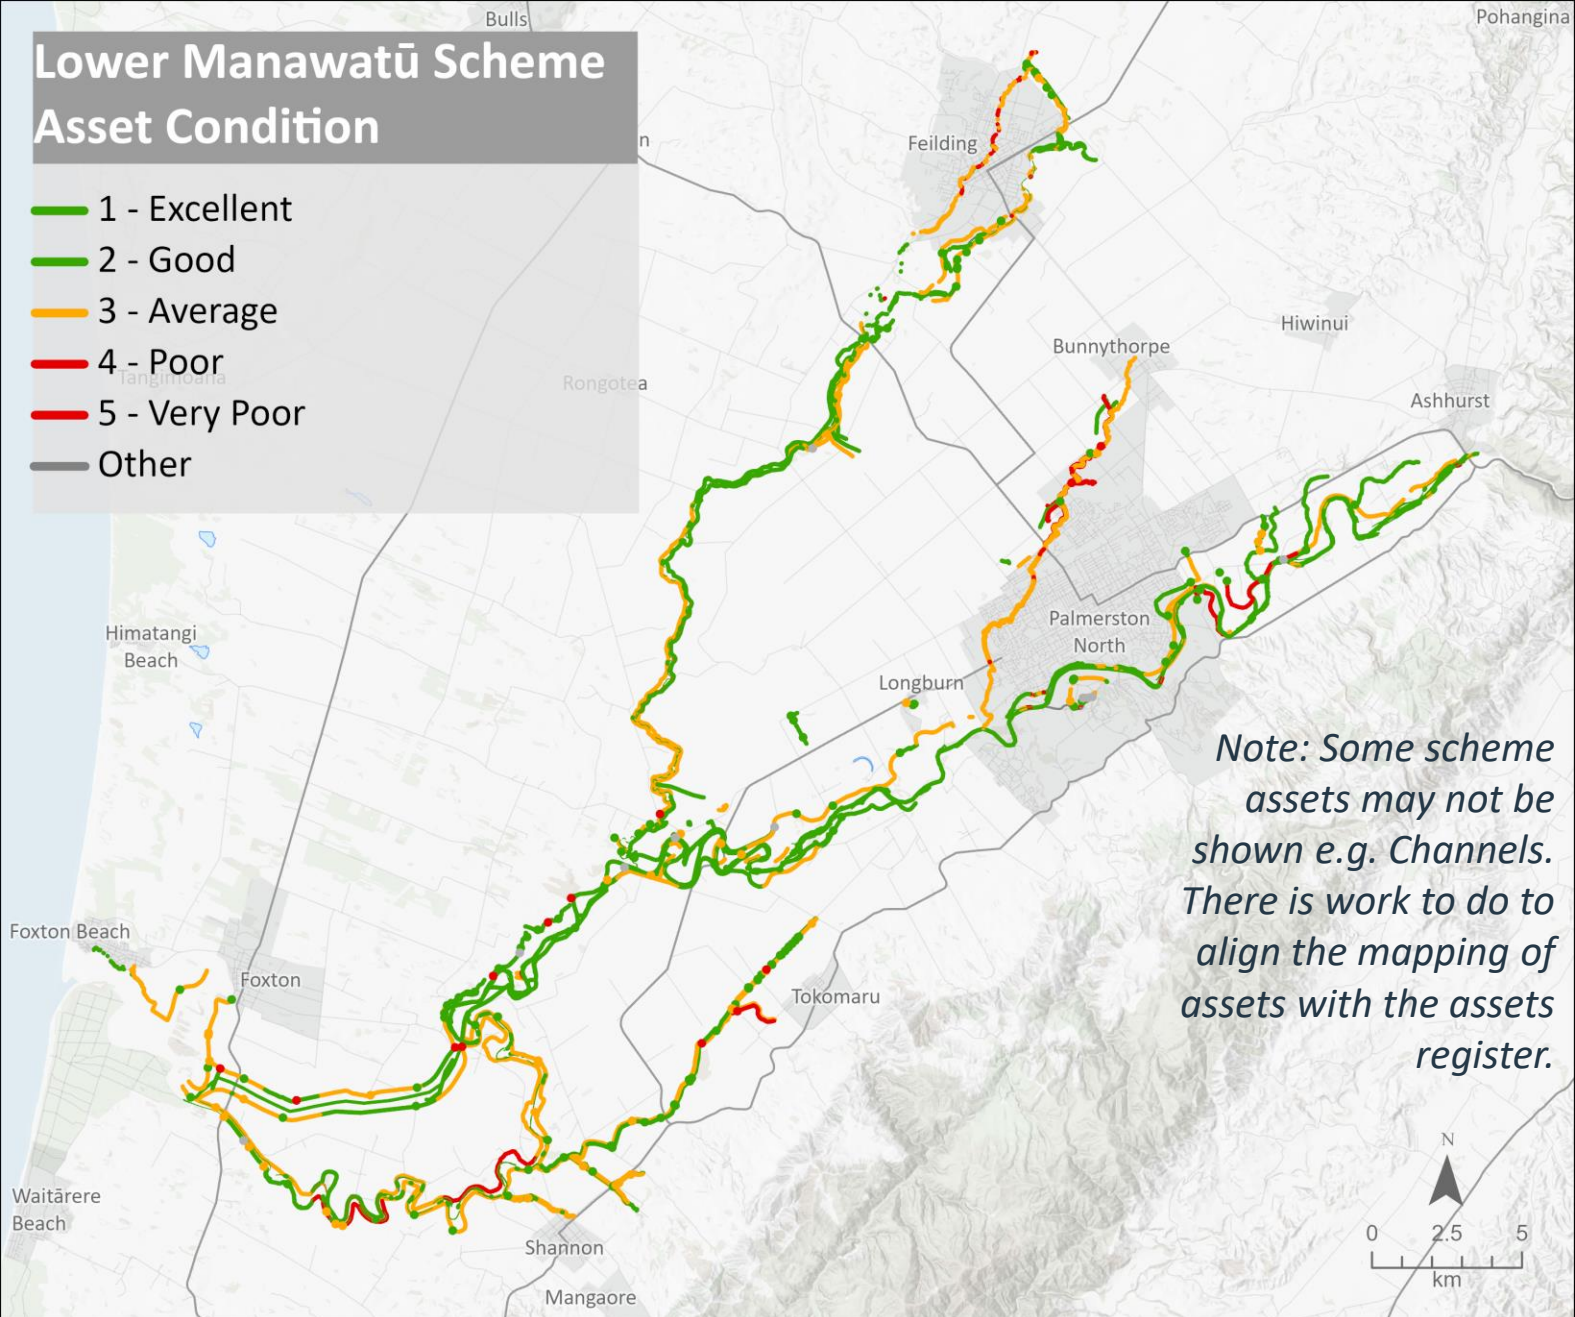 Bulls
Pohangina
Lower Manawatū Scheme
Asset Condition
n
Feilding
1 - Excellent
2 - Good
3 - Average
4 - Poor
5 - Very Poor
Other
Tangimoana
Rongotea
Hiwinui
Bunnythorpe
Ashhurst
Himatangi
Beach
Palmerston
North
Longburn
Note: Some scheme
assets may not be
shown e.g. Channels.
There is work to do to
align the mapping of
assets with the assets
register.
Foxton Beach
Foxton
Tokomaru
Waitārere
Beach
Shannon
Mangaore
N
0 2.5 5
km